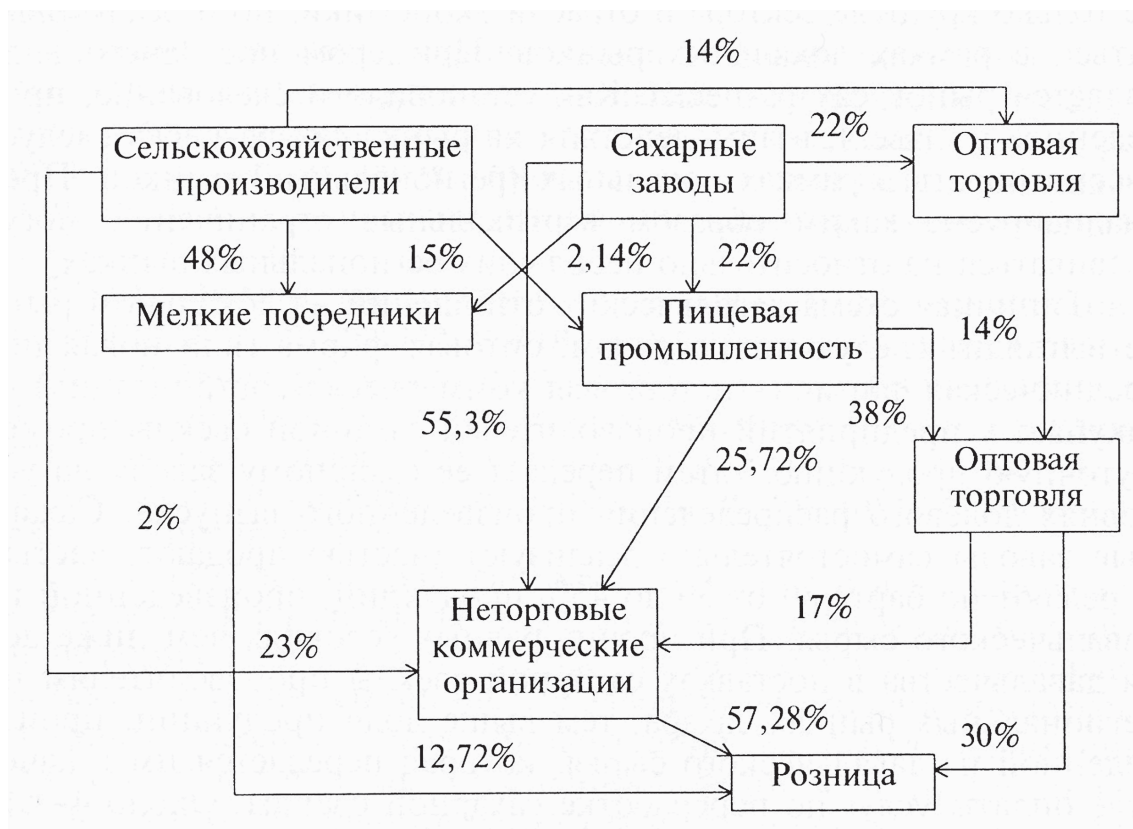 14%
22%
Сельскохозяйственные
производители
Сахарные
заводы
Оптовая
торговля
48%
15%
2,14%
22%
Мелкие посредники
Пищевая
промышленность
14%
38%
55,3%
25,72%
Оптовая
торговля
2%
Неторговые
коммерческие
организации
17%
23%
57,28%
30%
12,72%
Розница